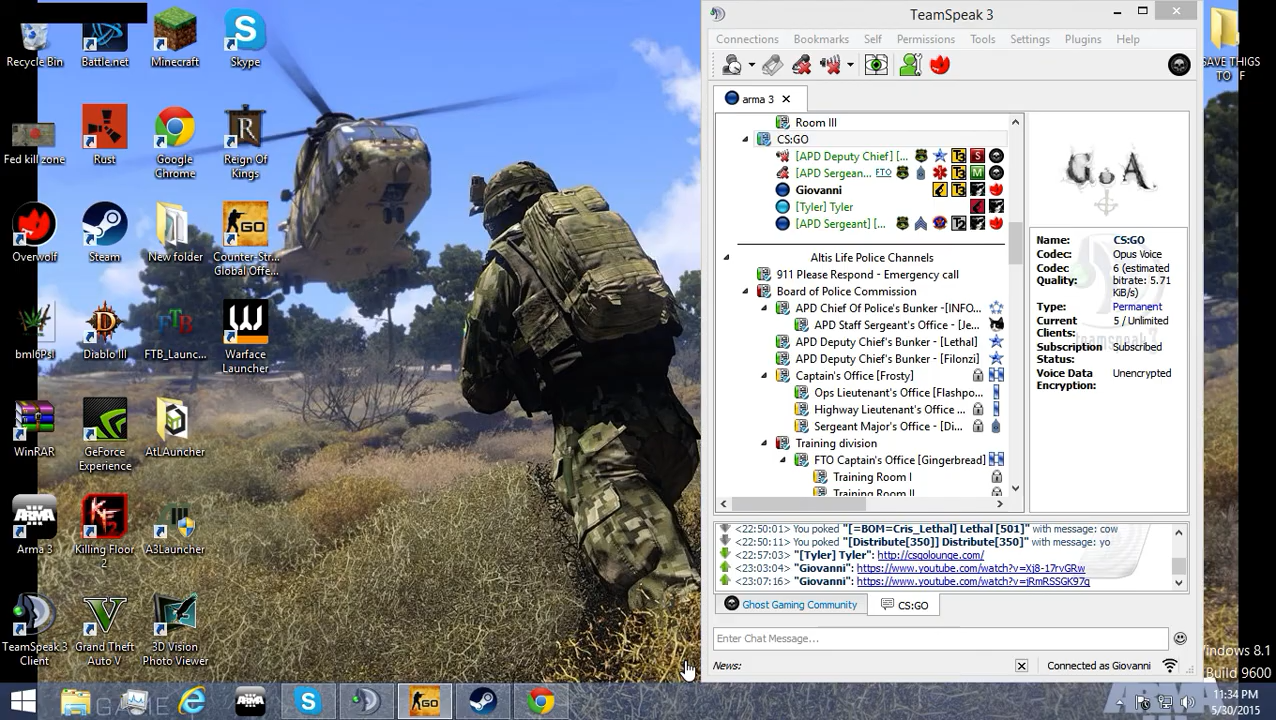 Recycle Bin
Battle.net
Minecraft
Skype
Fed kill zone
Rust
Google
Chrome
Reign Of
Kings
Overwolf
Steam
New folder
Counter-Str...
Global Offe...
bml6Psl
Diablo III
FTB_Launc...
Warface
Launcher
WinRAR
GeForce
Experience
AtLAuncher
Arma 3
Killing Floor
2
A3Launcher
TeamSpeak 3
Client
Grand Theft
Auto V
3D Vision
Photo Viewer
TeamSpeak 3
Connections Bookmarks Self Permissions Tools Settings Plugins Help
arma 3
Room III
CS:GO
[APD Deputy Chief] [...
[APD Sergean... FTO
Giovanni
[Tyler] Tyler
[APD Sergeant] [...
Altis Life Police Channels
911 Please Respond - Emergency call
Board of Police Commission
APD Chief Of Police's Bunker -[INFO...
APD Staff Sergeant's Office - [Je...
APD Deputy Chief's Bunker - [Lethal]
APD Deputy Chief's Bunker - [Filonzi]
Captain's Office [Frosty]
Ops Lieutenant's Office [Flashpo...
Highway Lieutenant's Office ...
Sergeant Major's Office - [Di...
Training division
FTO Captain's Office [Gingerbread]
Training Room I
Training Room II
GoA
Name: CS:GO
Codec: Opus Voice
Codec Quality: 6 (estimated bitrate: 5.71 KiB/s)
Type: Permanent
Current Clients: 5 / Unlimited
Subscription Status: Subscribed
Voice Data Encryption: Unencrypted
<22:50:01> You poked "[=BOM=Cris_Lethal] Lethal [501]" with message: cow
<22:50:11> You poked "[Distribute[350]] Distribute[350]" with message: yo
<22:57:03> "[Tyler] Tyler": http://csgolounge.com/
<23:03:04> "Giovanni": https://www.youtube.com/watch?v=Xj8-17rvGRw
<23:07:16> "Giovanni": https://www.youtube.com/watch?v=jRmRSSGK97q
Ghost Gaming Community
CS:GO
Enter Chat Message...
News:
Connected as Giovanni
SAVE THIGS
Windows 8.1
Build 9600
11:34 PM
5/30/2015